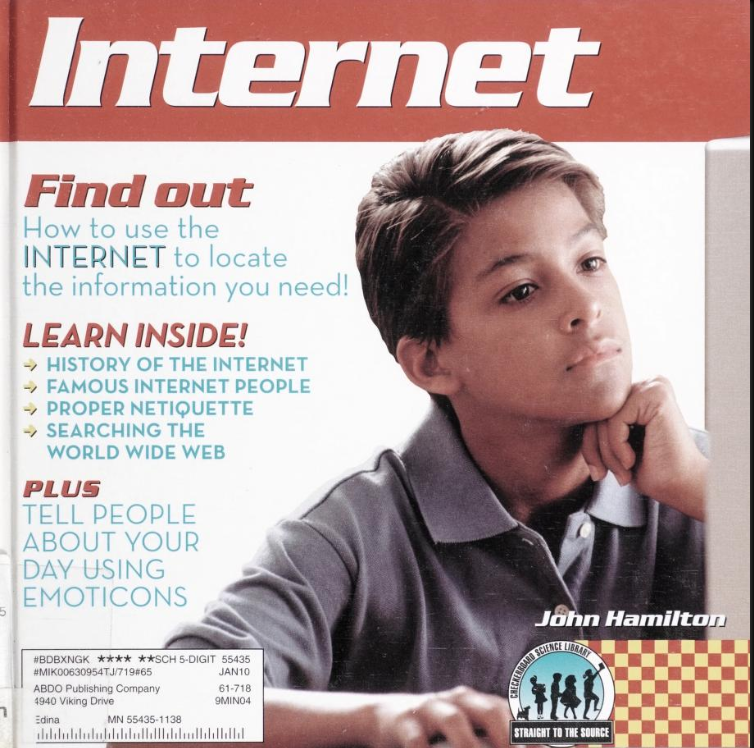 Internet
Find out
How to use the
INTERNET to locate
the information you need!
LEARN INSIDE!
HISTORY OF THE INTERNET
FAMOUS INTERNET PEOPLE
PROPER NETIQUETTE
SEARCHING THE
WORLD WIDE WEB
PLUS
TELL PEOPLE
ABOUT YOUR
DAY USING
EMOTICONS
John Hamilton
#BDBXNGK **** **SCH 5-DIGIT 55435
#MIK00630954TJ/719#65 JAN10
ABDO Publishing Company 61-718
4940 Viking Drive 9MIN04
Edina MN 55435-1138
CHECKERBOARD SCIENCE LIBRARY
STRAIGHT TO THE SOURCE
5
n